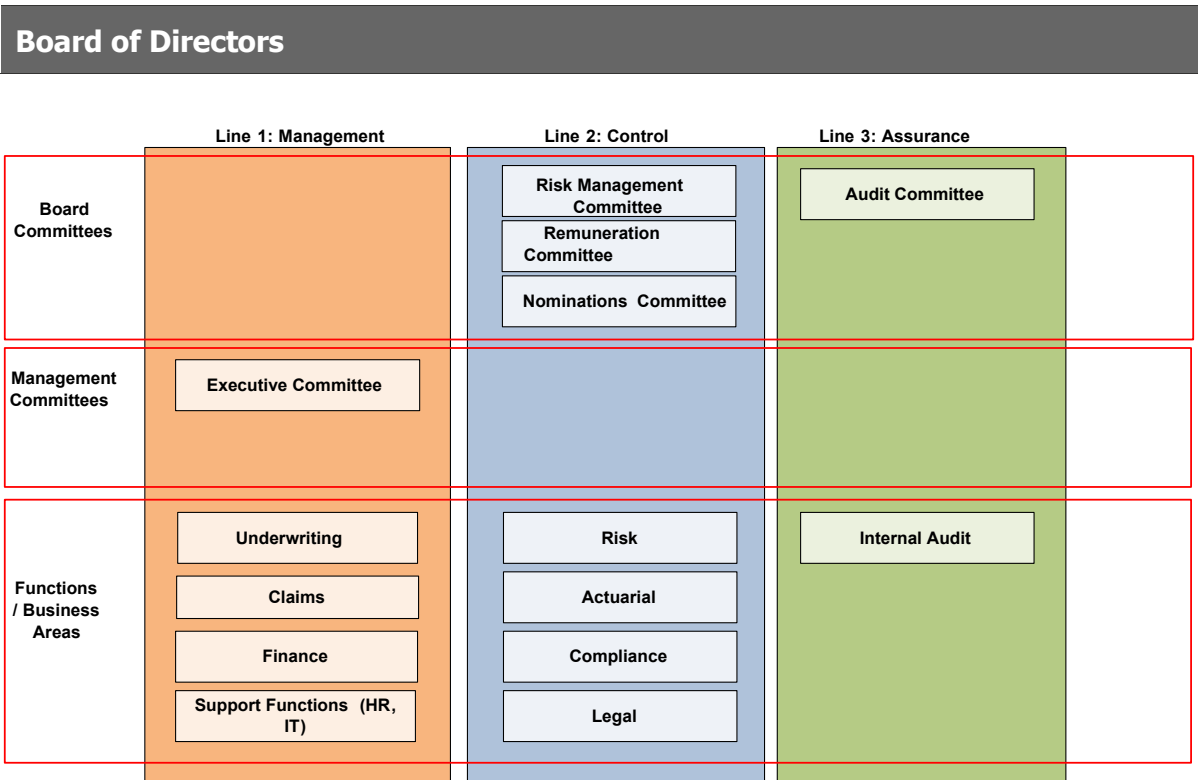 Board of Directors
Line 1: Management
Line 2: Control
Line 3: Assurance
Board
Committees
Risk Management
Committee
Remuneration
Committee
Nominations Committee
Audit Committee
Management
Committees
Executive Committee
Functions
/ Business
Areas
Underwriting
Claims
Finance
Support Functions (HR,
IT)
Risk
Actuarial
Compliance
Legal
Internal Audit